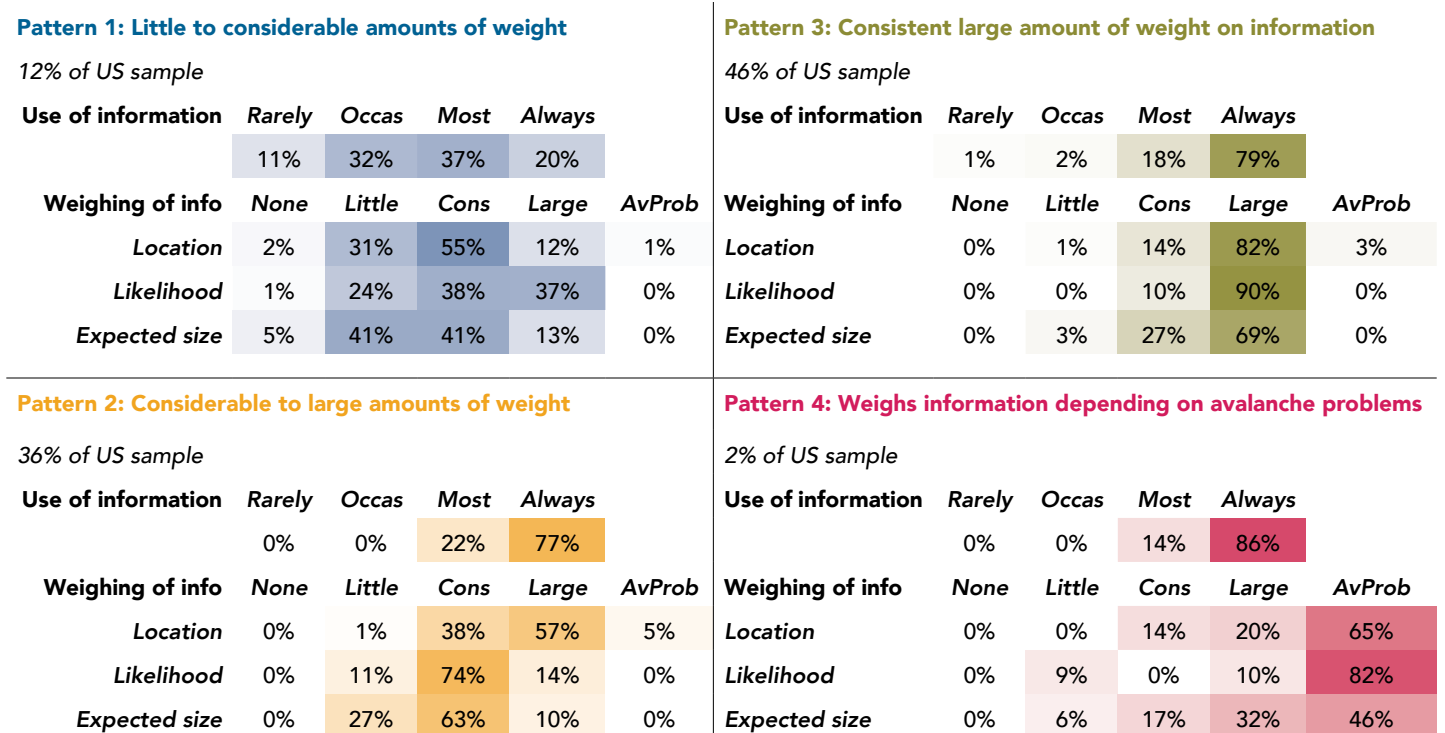 Pattern 1: Little to considerable amounts of weight
12% of US sample
Use of information Rarely Occas Most Always
11% 32% 37% 20%
Weighing of info None Little Cons Large AvProb
Location 2% 31% 55% 12% 1%
Likelihood 1% 24% 38% 37% 0%
Expected size 5% 41% 41% 13% 0%
Pattern 3: Consistent large amount of weight on information
46% of US sample
Use of information Rarely Occas Most Always
1% 2% 18% 79%
Weighing of info None Little Cons Large AvProb
Location 0% 1% 14% 82% 3%
Likelihood 0% 0% 10% 90% 0%
Expected size 0% 3% 27% 69% 0%
Pattern 2: Considerable to large amounts of weight
36% of US sample
Use of information Rarely Occas Most Always
0% 0% 22% 77%
Weighing of info None Little Cons Large AvProb
Location 0% 1% 38% 57% 5%
Likelihood 0% 11% 74% 14% 0%
Expected size 0% 27% 63% 10% 0%
Pattern 4: Weighs information depending on avalanche problems
2% of US sample
Use of information Rarely Occas Most Always
0% 0% 14% 86%
Weighing of info None Little Cons Large AvProb
Location 0% 0% 14% 20% 65%
Likelihood 0% 9% 0% 10% 82%
Expected size 0% 6% 17% 32% 46%